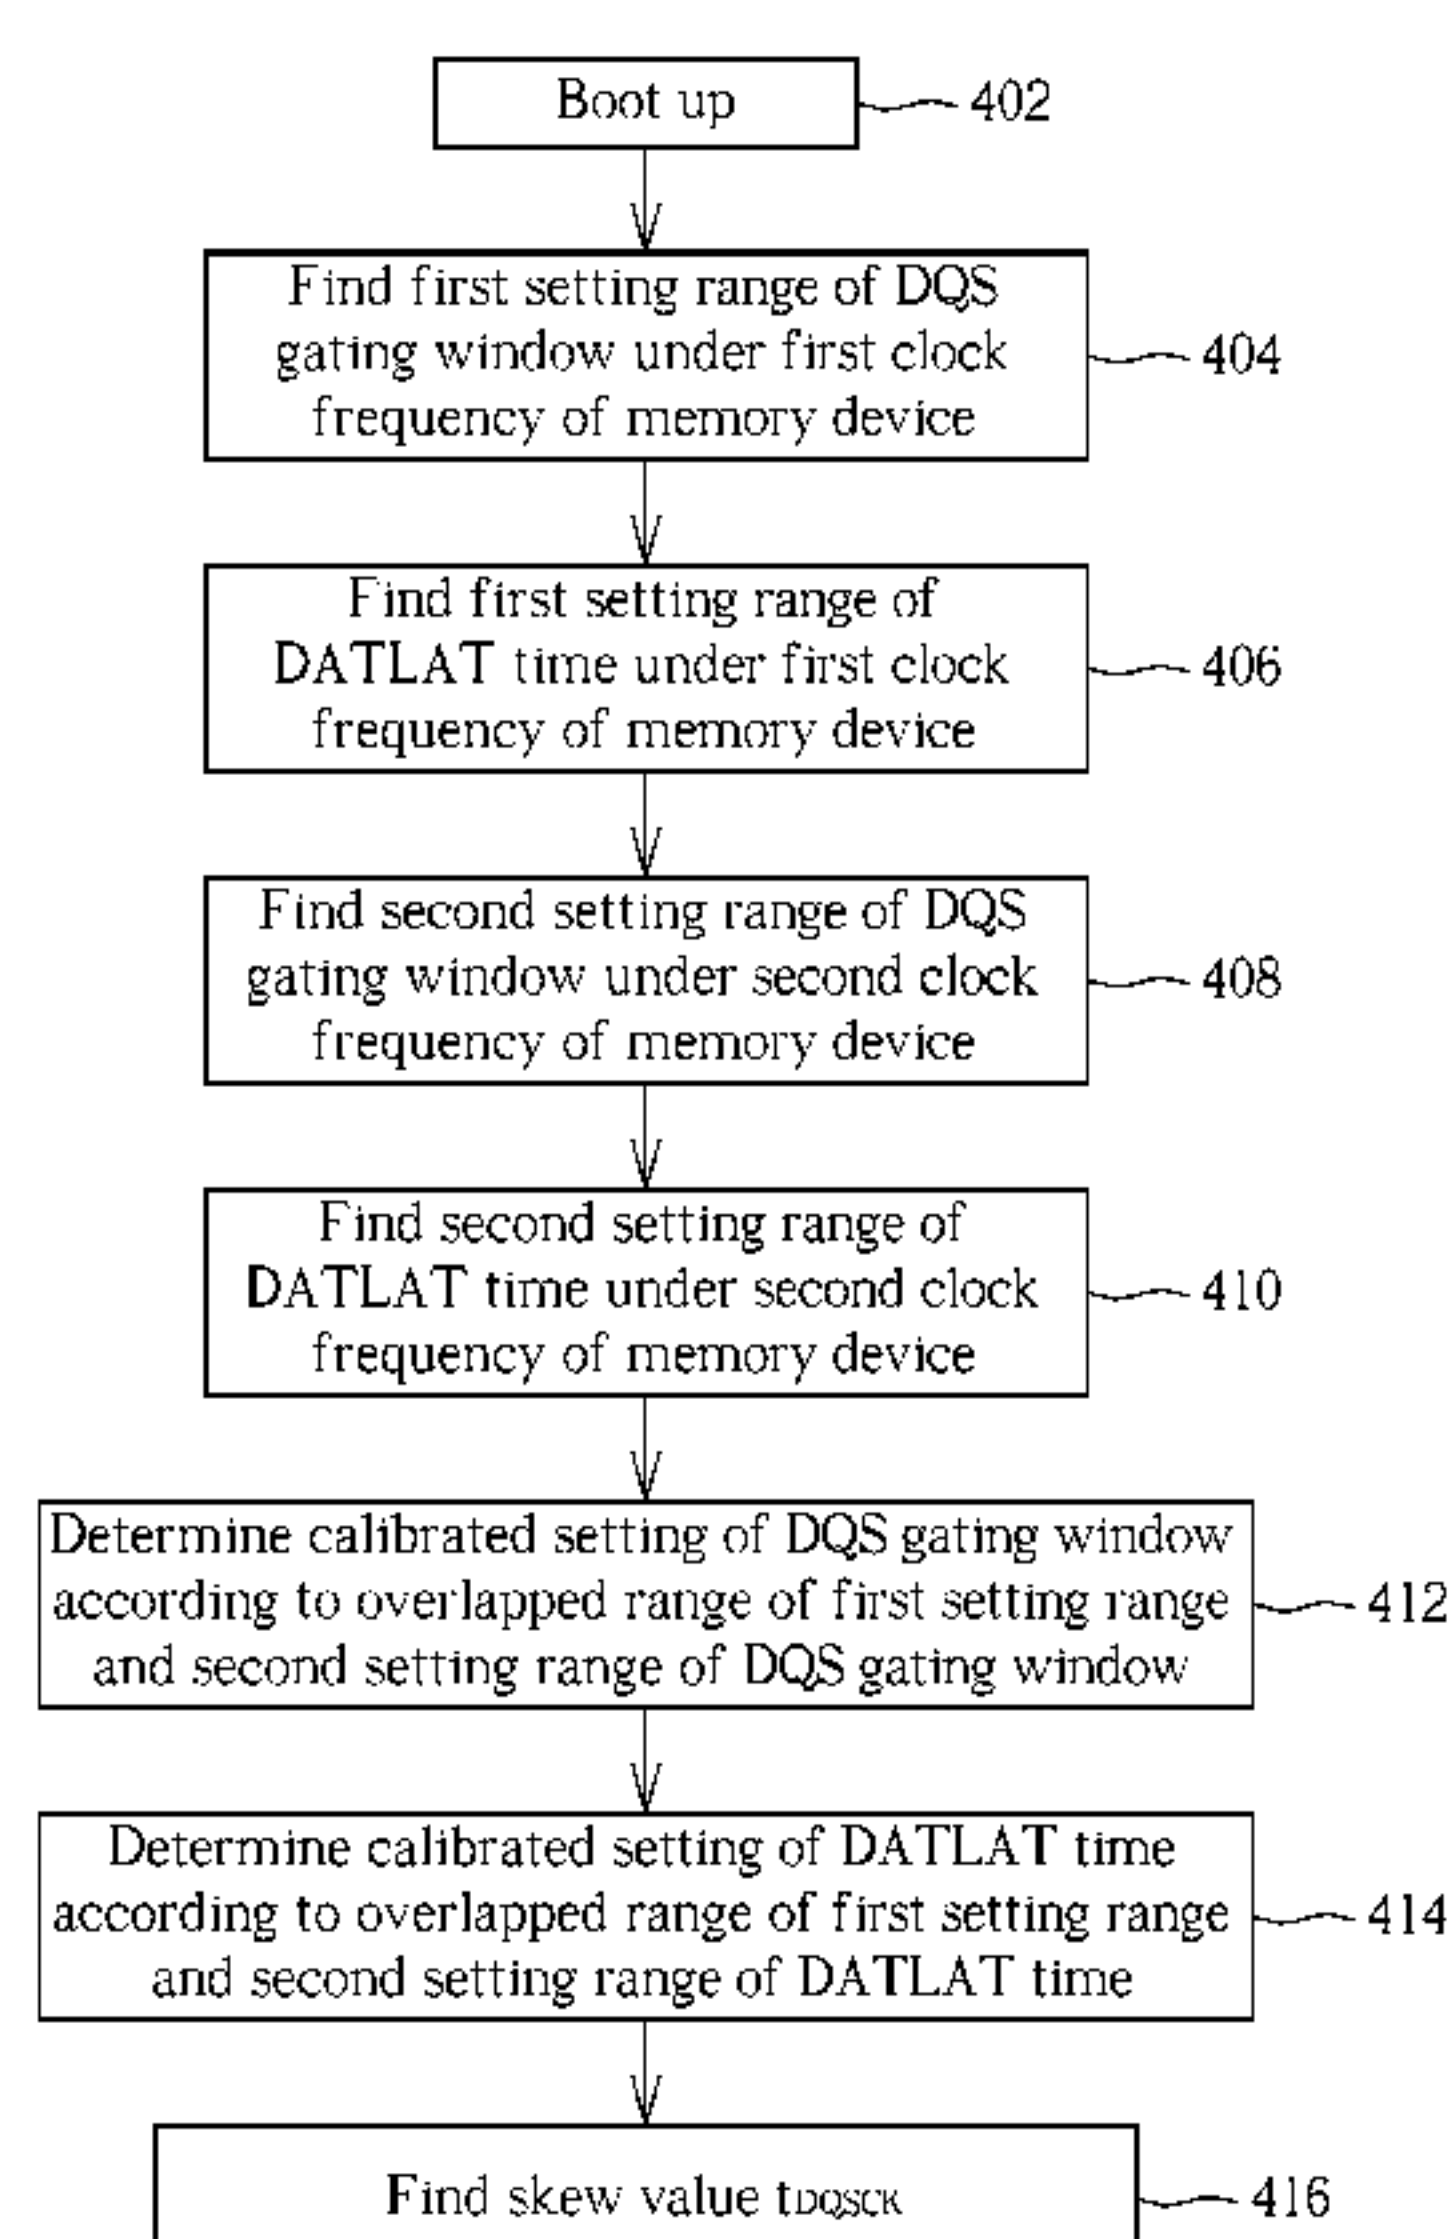 Boot up
402
Find first setting range of DQS
gating window under first clock
frequency of memory device
404
Find first setting range of
DATLAT time under first clock
frequency of memory device
406
Find second setting range of DQS
gating window under second clock
frequency of memory device
408
Find second setting range of
DATLAT time under second clock
frequency of memory device
410
Determine calibrated setting of DQS gating window
according to overlapped range of first setting range
and second setting range of DQS gating window
412
Determine calibrated setting of DATLAT time
according to overlapped range of first setting range
and second setting range of DATLAT time
414
Find skew value tDQSCK
416